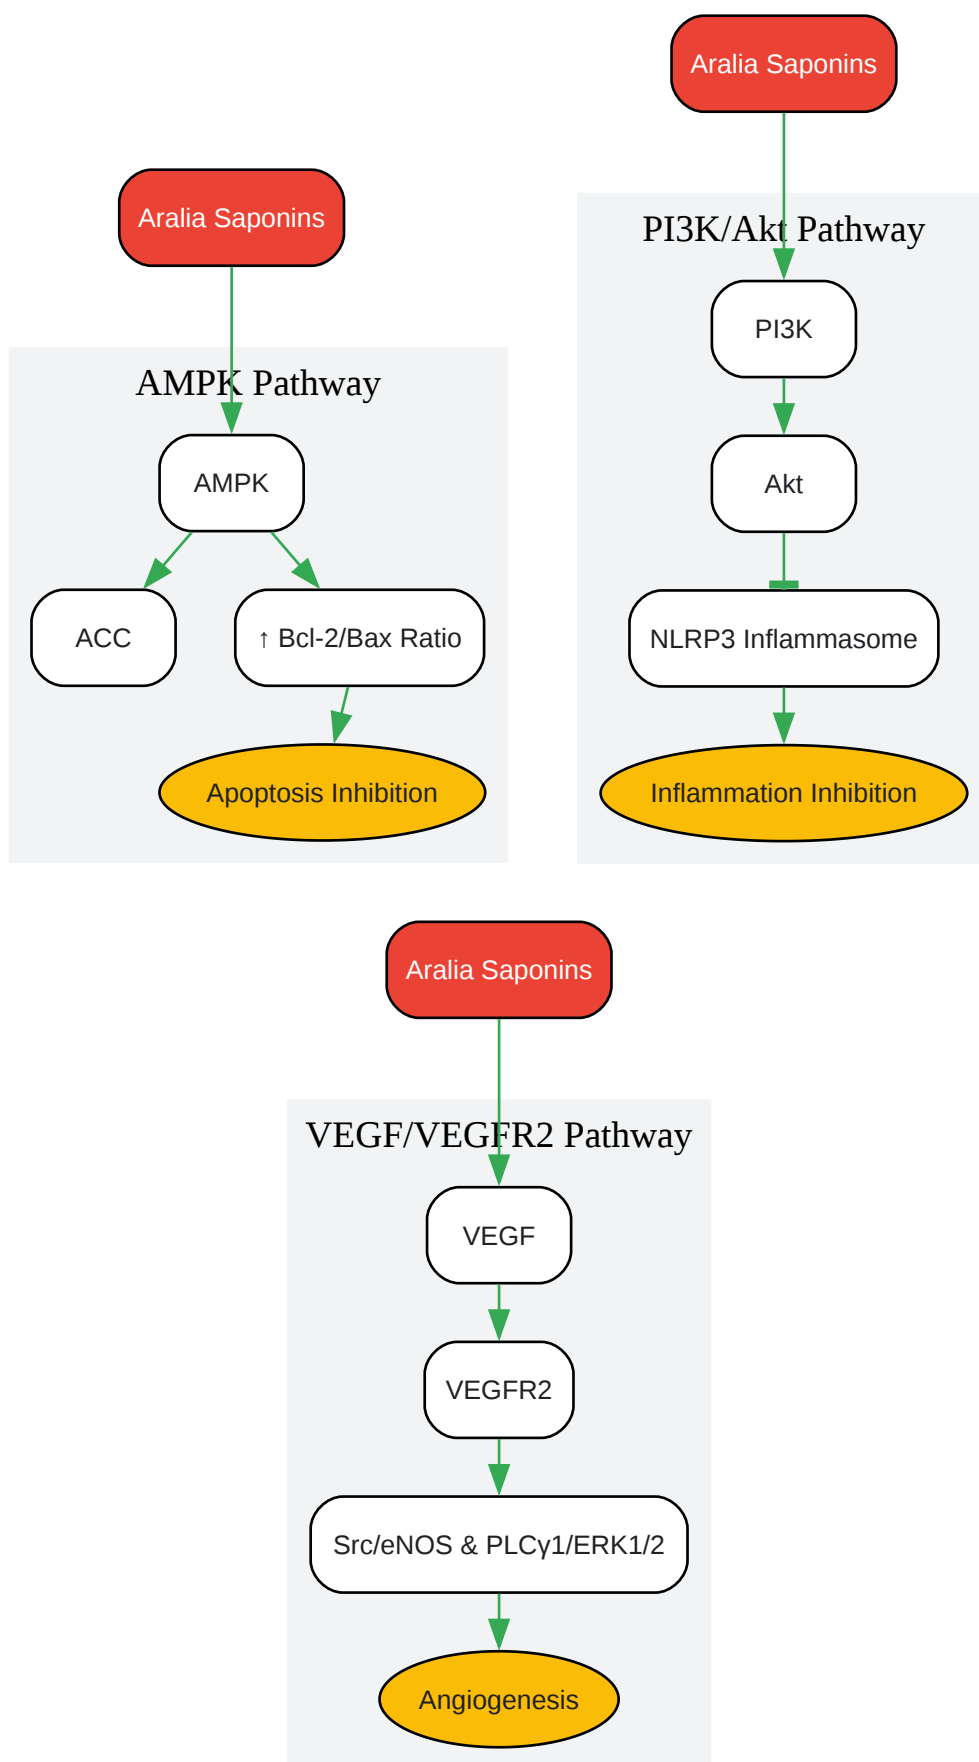 Aralia Saponins
PI3K/Akt Pathway
PI3K
Akt
NLRP3 Inflammasome
Inflammation Inhibition
Aralia Saponins
AMPK Pathway
AMPK
ACC
↑ Bcl-2/Bax Ratio
Apoptosis Inhibition
Aralia Saponins
VEGF/VEGFR2 Pathway
VEGF
VEGFR2
Src/eNOS & PLCγ1/ERK1/2
Angiogenesis